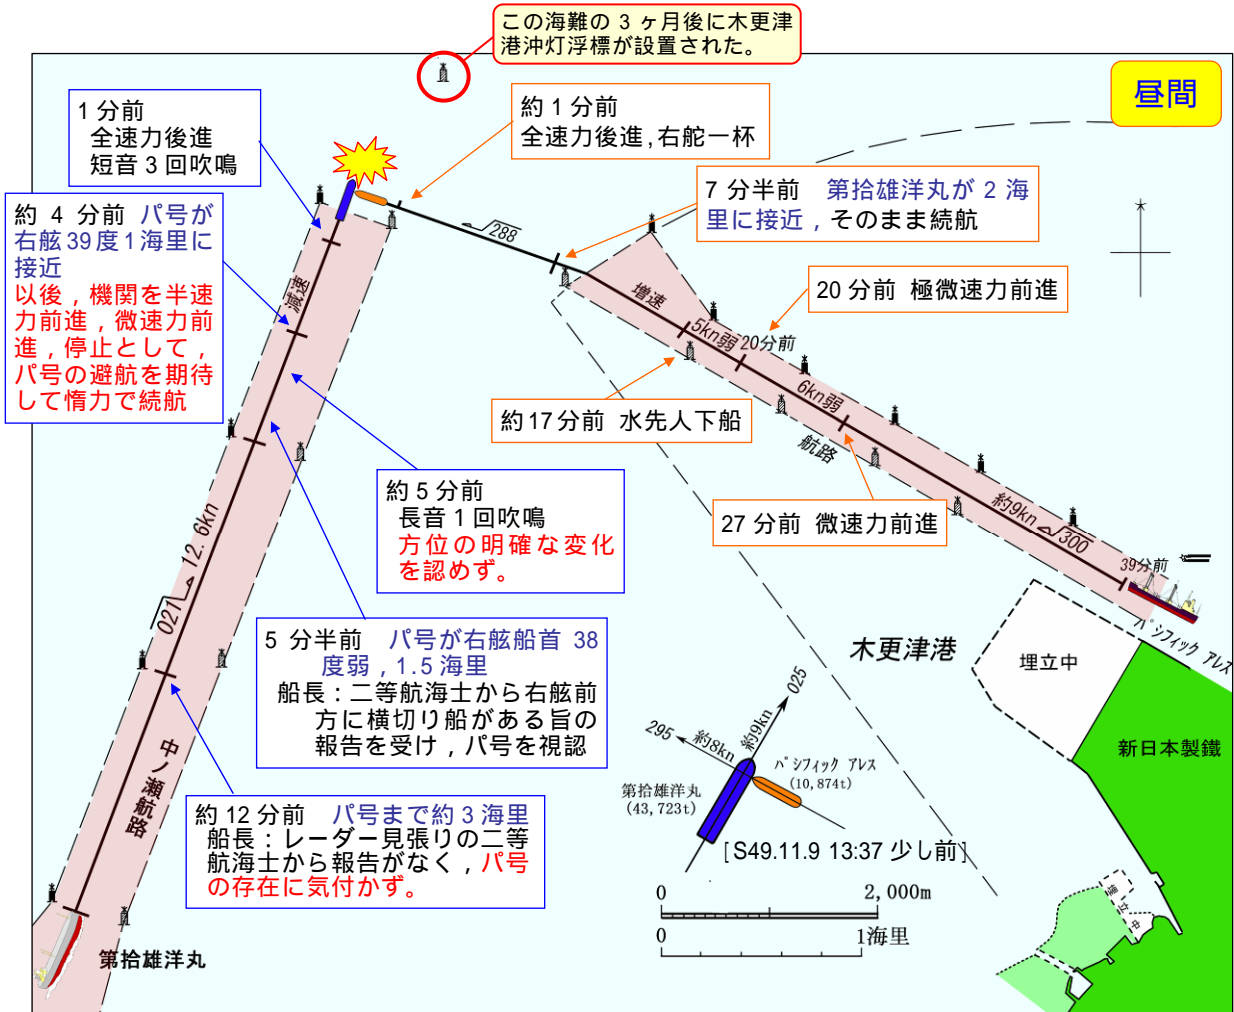 この海難の 3 ヶ月後に木更津
港沖灯浮標が設置された。
昼間
1 分前
全速力後進
短音 3 回吹鳴
約 1 分前
全速力後進,右舵一杯
7 分半前 第拾雄洋丸が 2 海
里に接近,そのまま続航
約 4 分前 パ号が
右舷 39 度 1 海里に
接近
以後,機関を半速
力前進,微速力前
進,停止として,
パ号の避航を期待
して惰力で続航
288
減速
増速
5kn弱
20分前
20 分前 極微速力前進
6kn弱
約 17 分前 水先人下船
航路
約 5 分前
長音 1 回吹鳴
方位の明確な変化
を認めず。
27 分前 微速力前進
約9kn
300
39分前
パシフィック アレス
021
12.6kn
5 分半前 パ号が右舷船首 38
度弱,1.5 海里
船長:二等航海士から右舷前
方に横切り船がある旨の
報告を受け,パ号を視認
木更津港
埋立中
新日本製鐵
中ノ瀬航路
約 12 分前 パ号まで約 3 海里
船長:レーダー見張りの二等
航海士から報告がなく,パ号
の存在に気付かず。
295
約8kn
約9kn
025
パシフィック アレス
(10,874t)
第拾雄洋丸
(43,723t)
[S49.11.9 13:37 少し前]
0
2,000m
0
1海里
埋立中
第拾雄洋丸